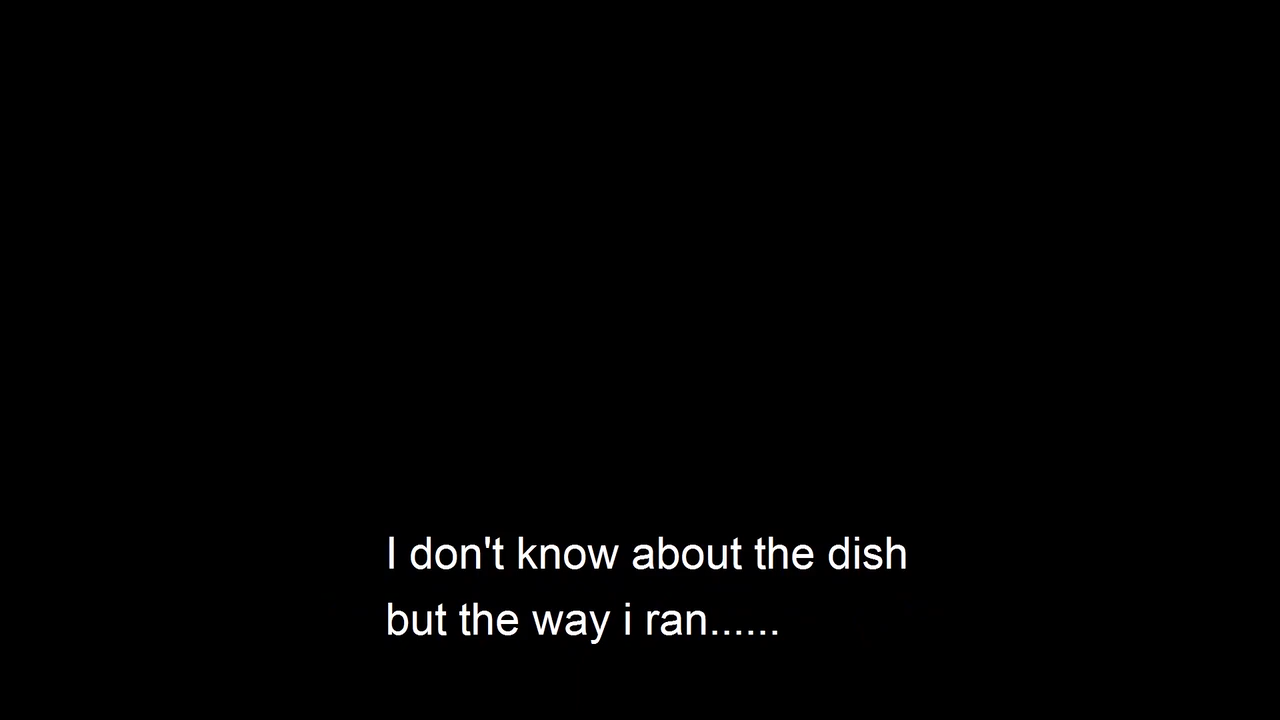 I don't know about the dish
but the way i ran......